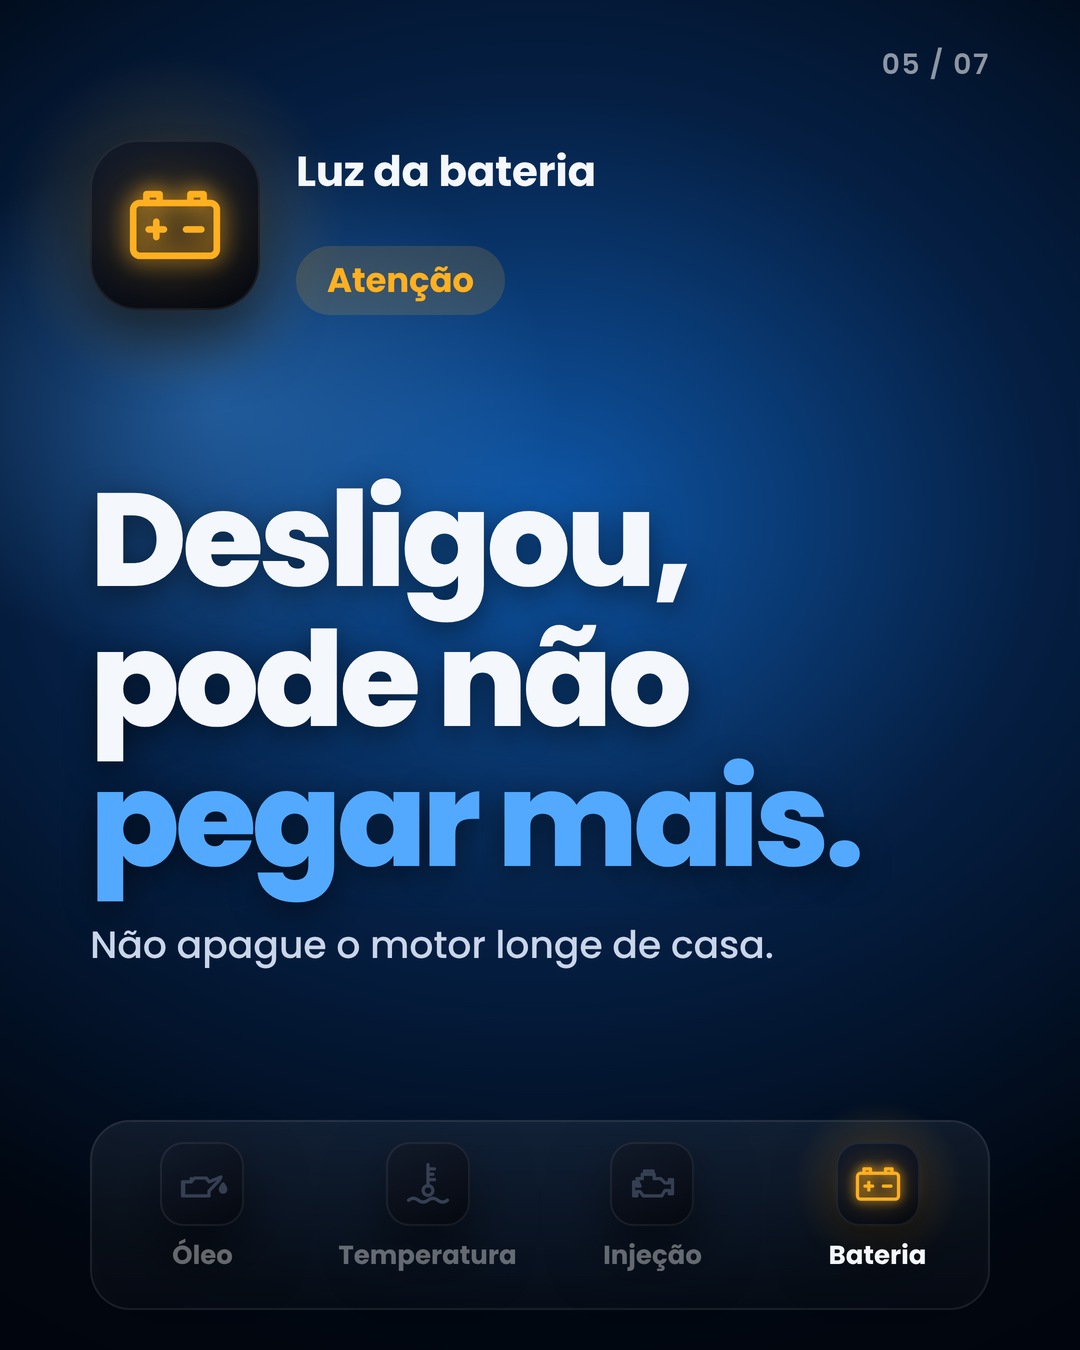 05 / 07
Luz da bateria
Atenção
Desligou,
pode não
pegar mais.
Não apague o motor longe de casa.
Óleo
Temperatura
Injeção
Bateria